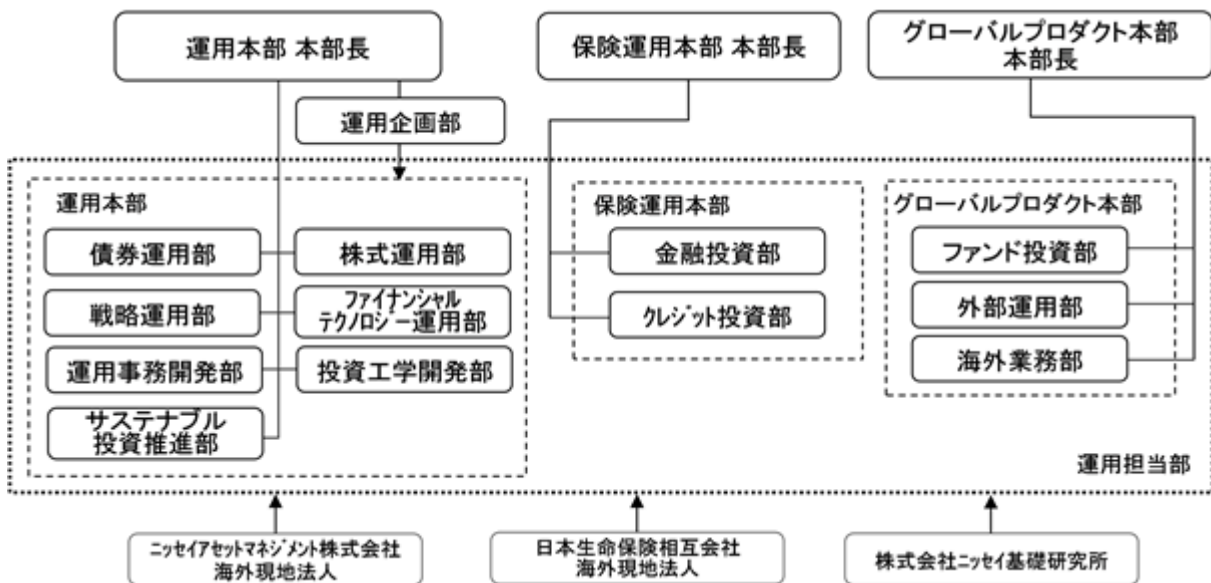 運用本部 本部長
保険運用本部 本部長
グローバルプロダクト本部
本部長
運用企画部
運用本部
債券運用部
株式運用部
戦略運用部
ファイナンシャル
テクノロジー運用部
運用事務開発部
投資工学開発部
サステナブル
投資推進部
保険運用本部
金融投資部
クレジット投資部
グローバルプロダクト本部
ファンド投資部
外部運用部
海外業務部
運用担当部
ニッセイアセットマネジメント株式会社
海外現地法人
日本生命保険相互会社
海外現地法人
株式会社ニッセイ基礎研究所